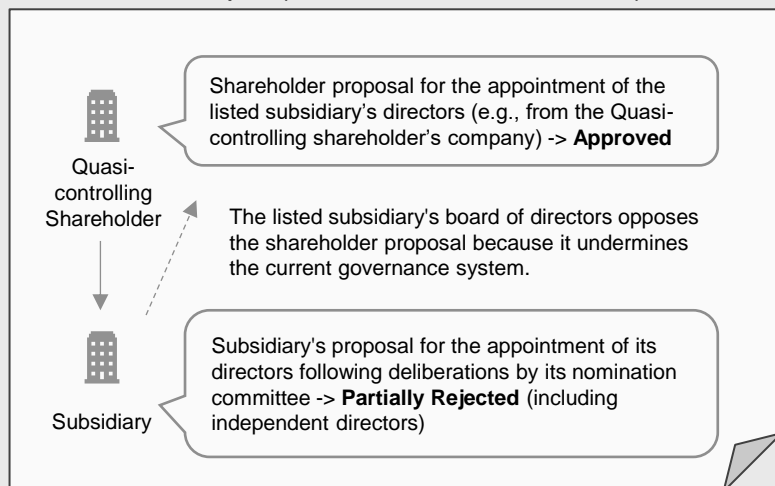 Shareholder proposal for the appointment of the
listed subsidiary's directors (e.g., from the Quasi-
controlling shareholder's company) -> Approved
Quasi-
controlling
Shareholder
The listed subsidiary's board of directors opposes
the shareholder proposal because it undermines
the current governance system.
Subsidiary's proposal for the appointment of its
directors following deliberations by its nomination
committee -> Partially Rejected (including
independent directors)
Subsidiary